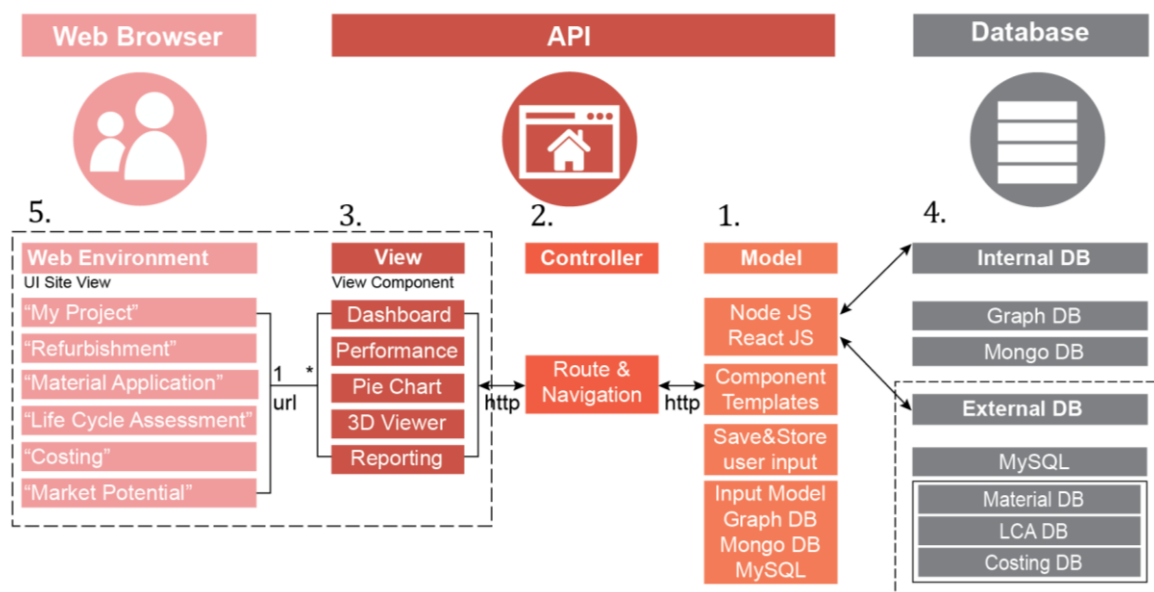 Web Browser
API
Database
5.
3.
2.
1.
4.
Web Environment
UI Site View
“My Project”
“Refurbishment”
“Material Application”
“Life Cycle Assessment”
“Costing”
“Market Potential”
1
url
*
View
View Component
Dashboard
Performance
Pie Chart
3D Viewer
Reporting
http
Controller
Route &
Navigation
http
Model
Node JS
React JS
Component
Templates
Save&Store
user input
Input Model
Graph DB
Mongo DB
MySQL
Internal DB
Graph DB
Mongo DB
External DB
MySQL
Material DB
LCA DB
Costing DB